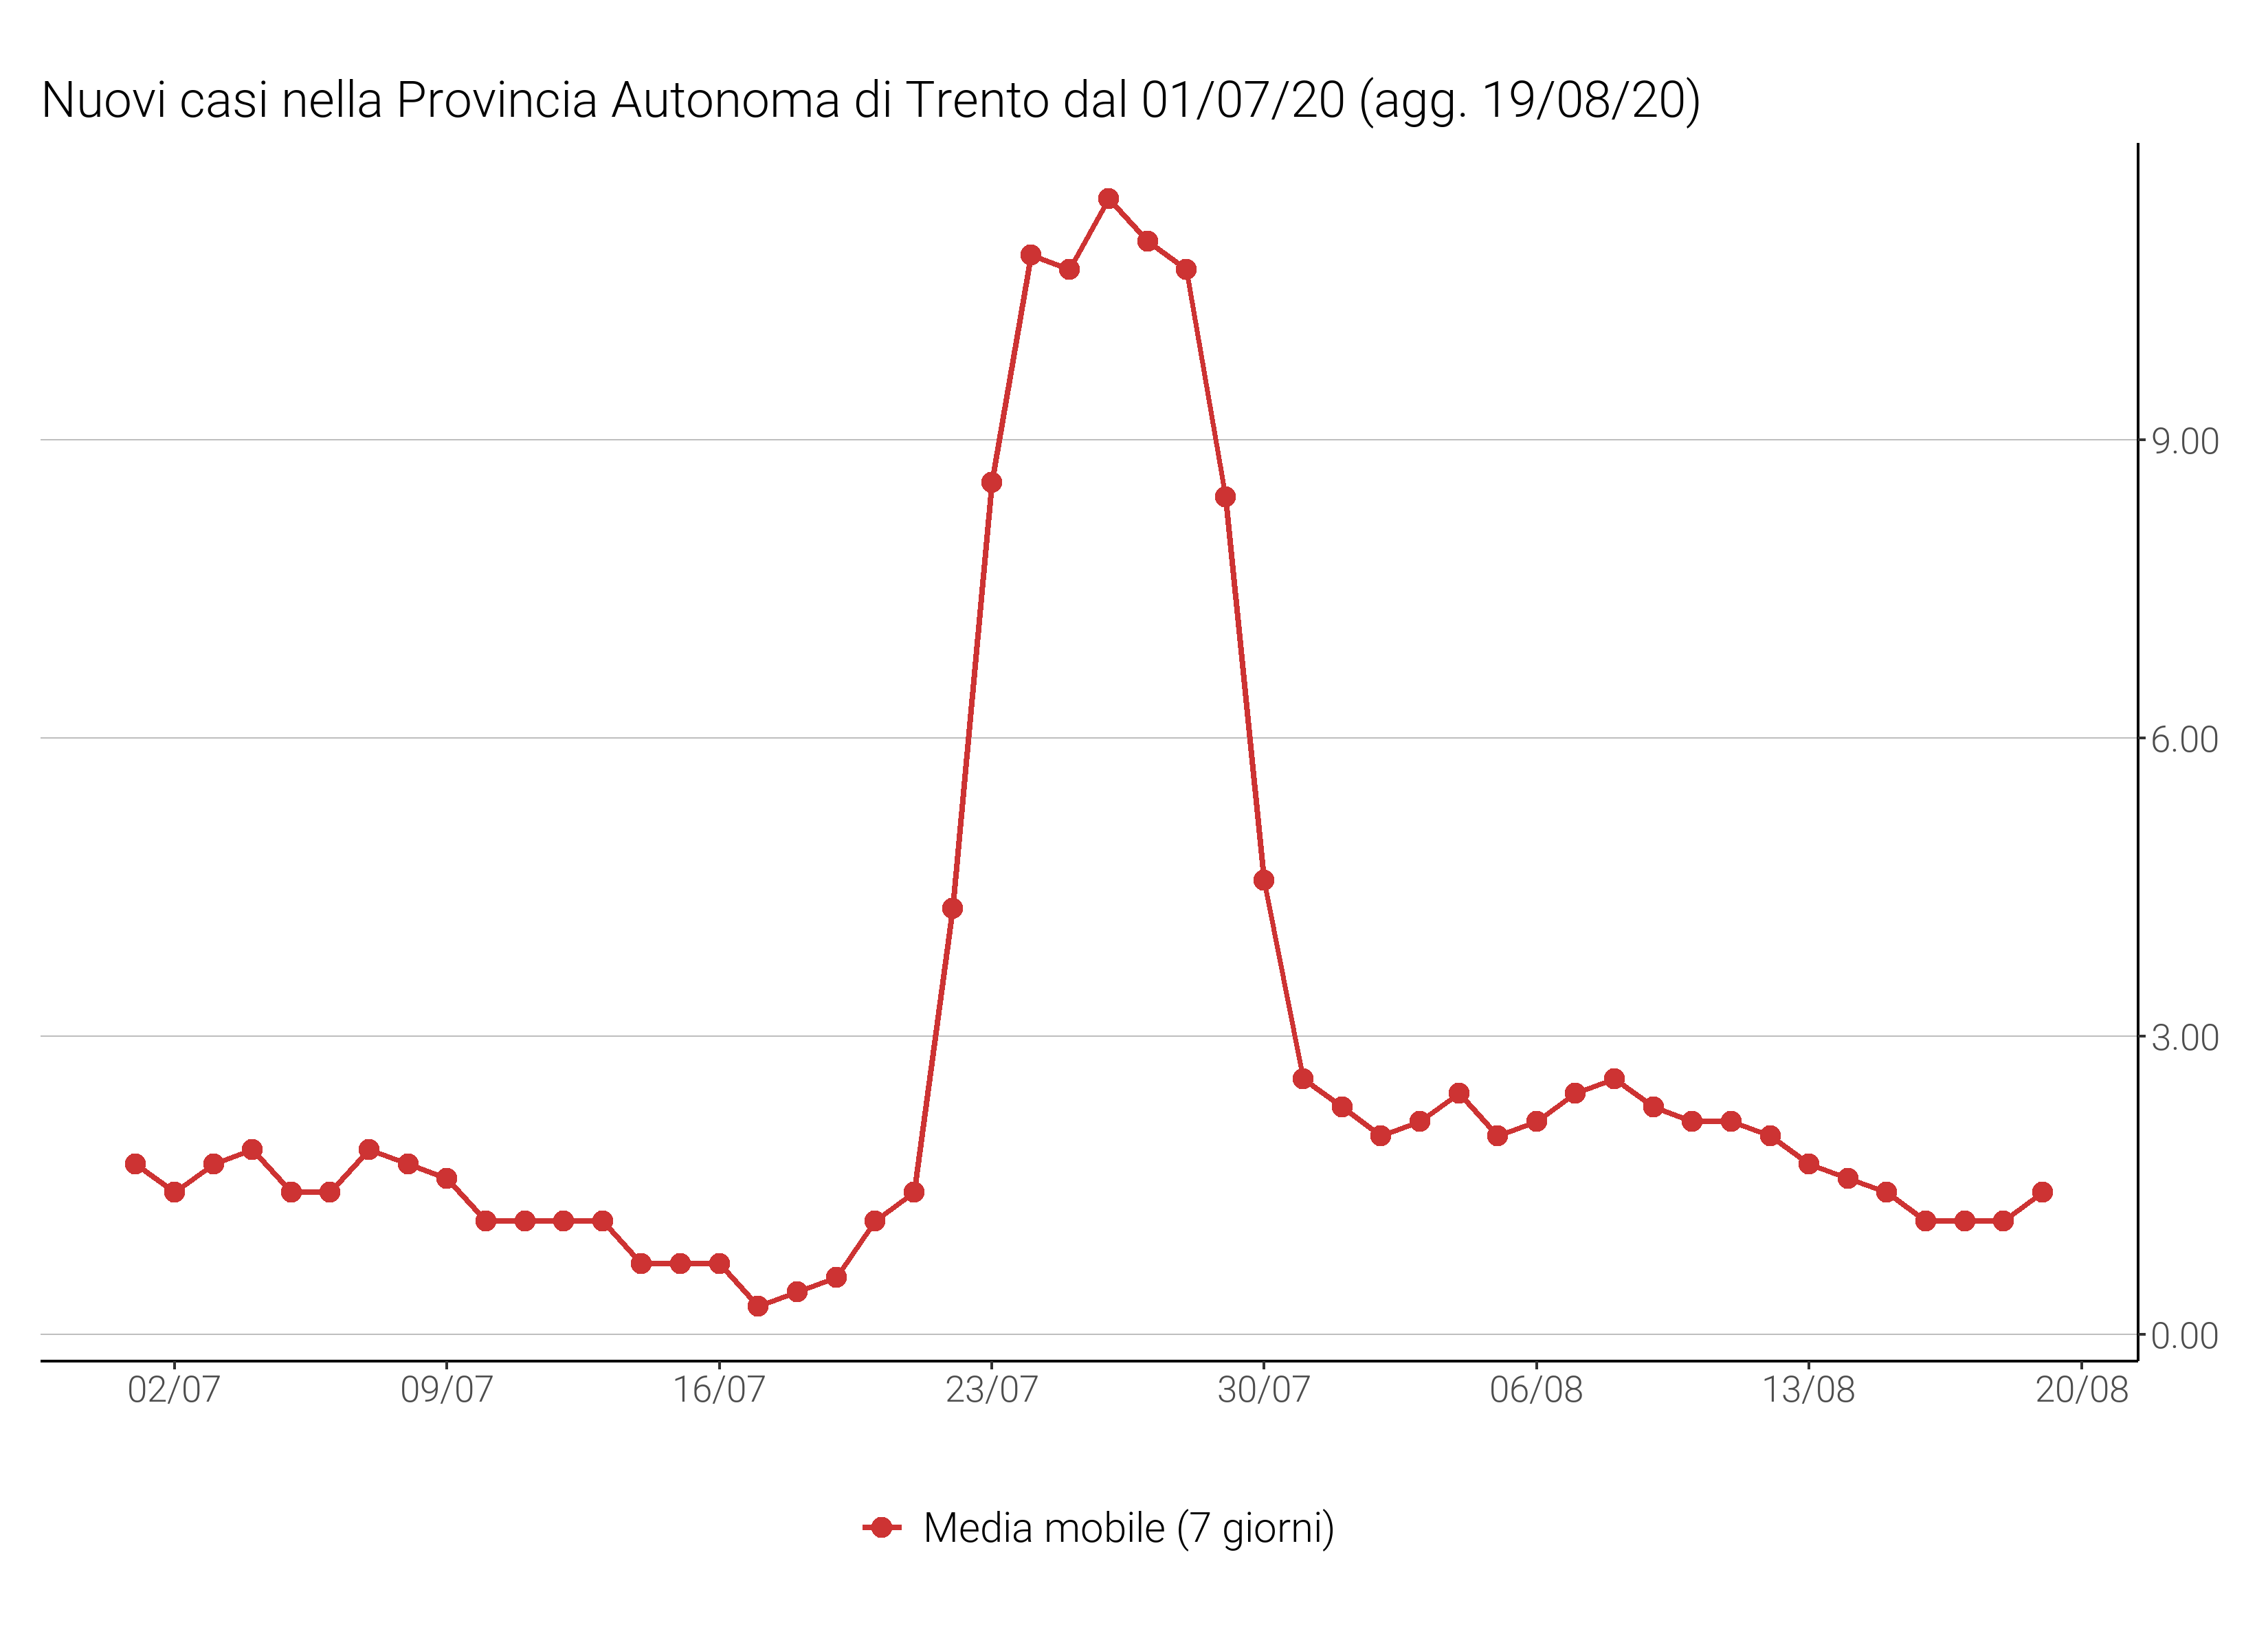 Nuovi casi nella Provincia Autonoma di Trento dal 01/07/20 (agg. 19/08/20)
9.00
6.00
3.00
0.00
02/07 09/07 16/07 23/07 30/07 06/08 13/08 20/08
Media mobile (7 giorni)